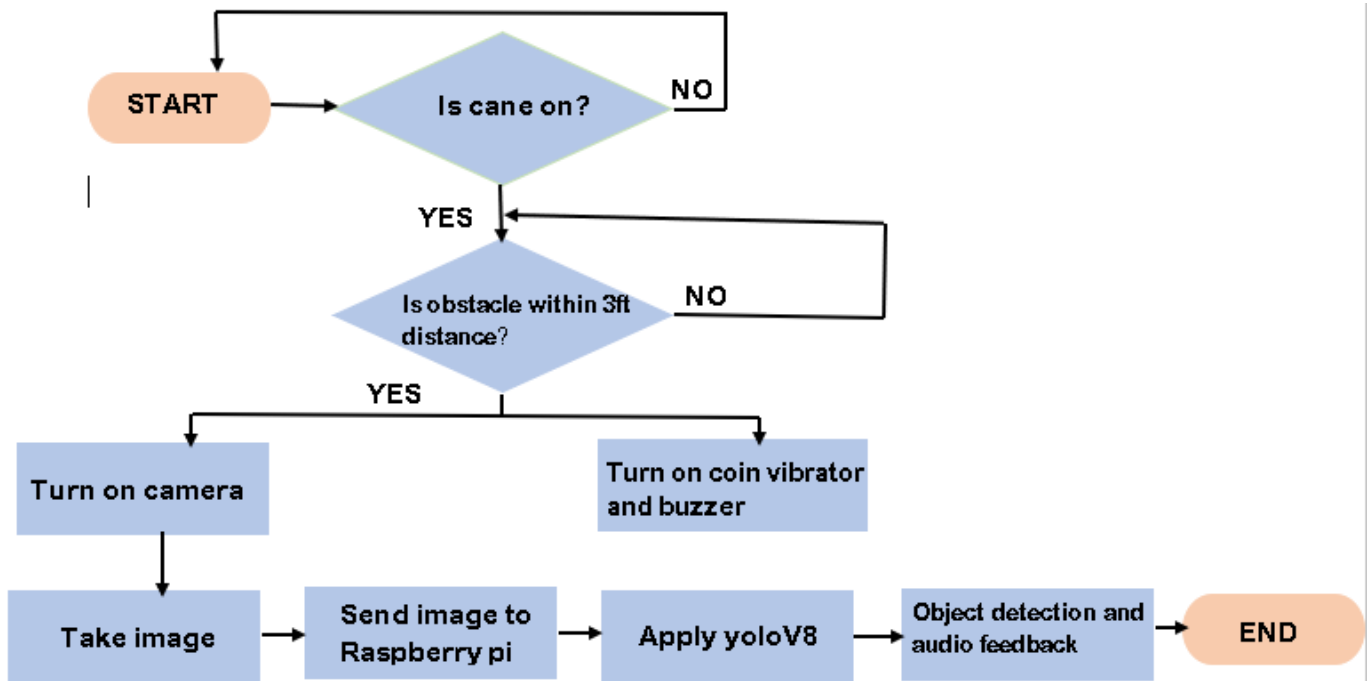 START
Is cane on?
NO
YES
Is obstacle within 3ft
distance?
NO
YES
Turn on camera
Turn on coin vibrator
and buzzer
Take image
Send image to
Raspberry pi
Apply yoloV8
Object detection and
audio feedback
END